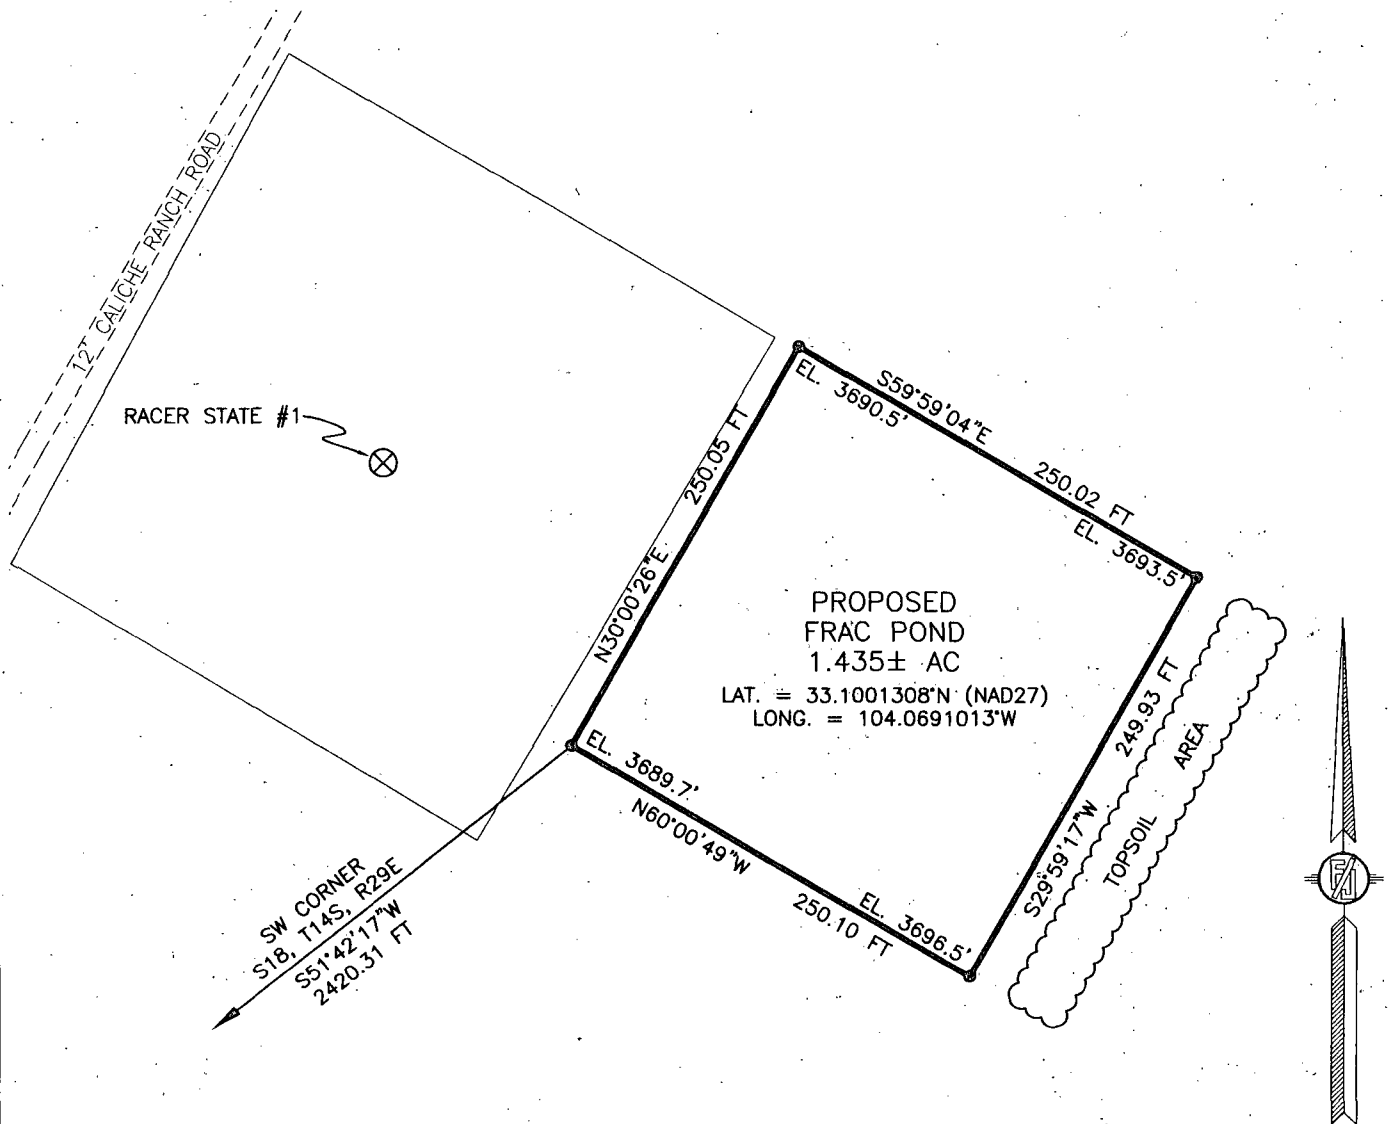 12' CALICHE RANCH ROAD
RACER STATE #1
EL. 3690.5'
S59°59'04"E
250.02 FT
EL. 3693.5'
250.05 FT
N30°00'26"E
PROPOSED
FRAC POND
1.435± AC
LAT. = 33.1001308°N (NAD27)
LONG. = 104.0691013°W
249.93 FT
S29°59'17"W
TOPSOIL AREA
EL. 3689.7'
N60°00'49"W
250.10 FT
EL. 3696.5'
SW CORNER
S18, T14S, R29E
S51°42'17"W
2420.31 FT